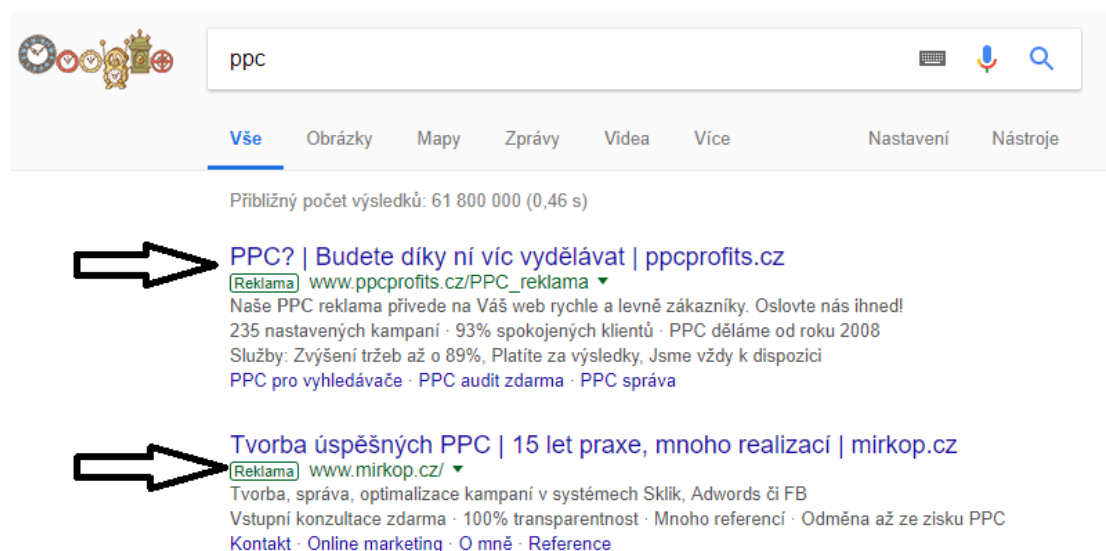 Google
ppc
Vše Obrázky Mapy Zprávy Videa Více Nastavení Nástroje
Přibližný počet výsledků: 61 800 000 (0,46 s)
PPC? | Budete díky ní víc vydělávat | ppcprofits.cz
Reklama www.ppcprofits.cz/PPC_reklama
Naše PPC reklama přivede na Váš web rychle a levně zákazníky. Oslovte nás ihned!
235 nastavených kampaní · 93% spokojených klientů · PPC děláme od roku 2008
Služby: Zvýšení tržeb až o 89%, Platíte za výsledky, Jsme vždy k dispozici
PPC pro vyhledávače · PPC audit zdarma · PPC správa
Tvorba úspěšných PPC | 15 let praxe, mnoho realizací | mirkop.cz
Reklama www.mirkop.cz/
Tvorba, správa, optimalizace kampaní v systémech Sklik, Adwords či FB
Vstupní konzultace zdarma · 100% transparentnost · Mnoho referencí · Odměna až ze zisku PPC
Kontakt · Online marketing · O mně · Reference